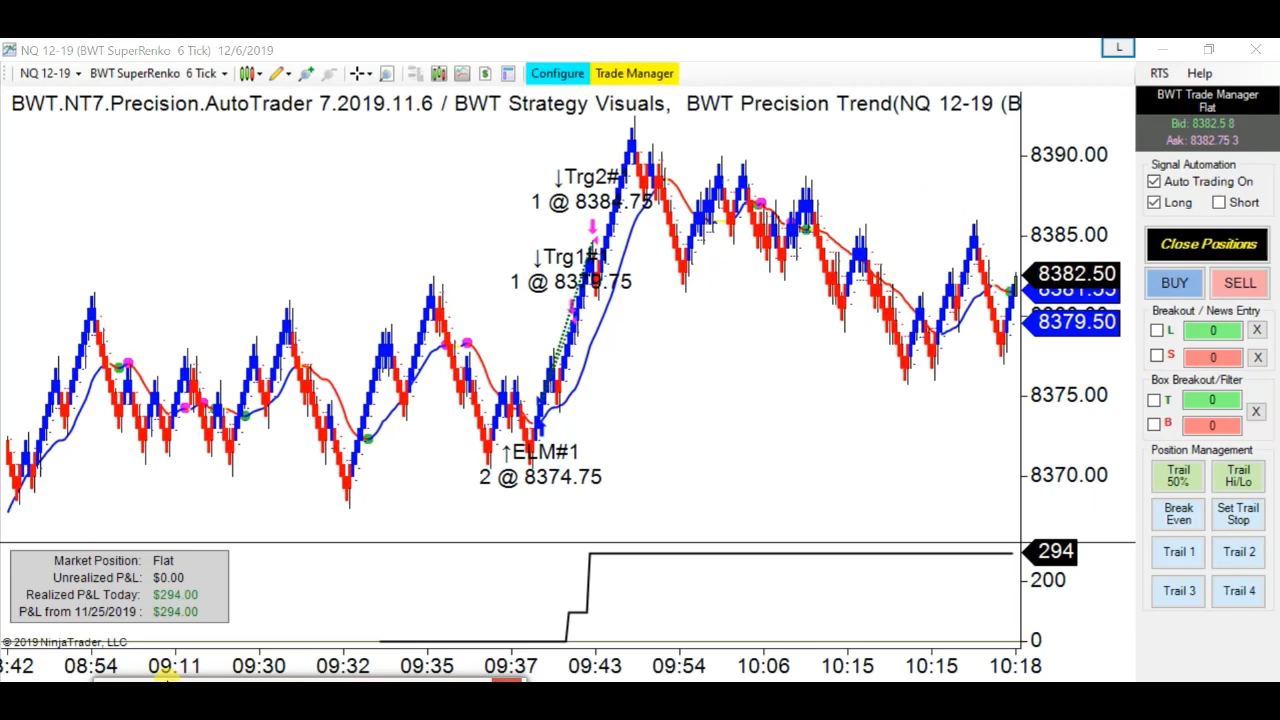 NQ 12-19 (BWT SuperRenko 6 Tick) 12/6/2019
L
NQ 12-19 BWT SuperRenko 6 Tick Configure Trade Manager
RTS Help
BWT.NT7.Precision.AutoTrader 7.2019.11.6 / BWT Strategy Visuals, BWT Precision Trend(NQ 12-19 (B
BWT Trade Manager
Flat
Bid: 8382.5 8
Ask: 8382.75 3
Signal Automation
Auto Trading On
Long Short
Close Positions
BUY SELL
Breakout / News Entry
L 0 X
S 0 X
Box Breakout/Filter
T 0
X
B 0
Position Management
Trail 50%
Trail Hi/Lo
Break Even
Set Trail Stop
Trail 1 Trail 2
Trail 3 Trail 4
↓Trg2#1
1 @ 8384.75
↓Trg1#1
1 @ 8379.75
↑ELM#1
2 @ 8374.75
8390.00
8385.00
8382.50
8379.50
8375.00
8370.00
294
200
0
Market Position: Flat
Unrealized P&L: $0.00
Realized P&L Today: $294.00
P&L from 11/25/2019 : $294.00
© 2019 NinjaTrader, LLC
:42 08:54 09:11 09:30 09:32 09:35 09:37 09:43 09:54 10:06 10:15 10:15 10:18